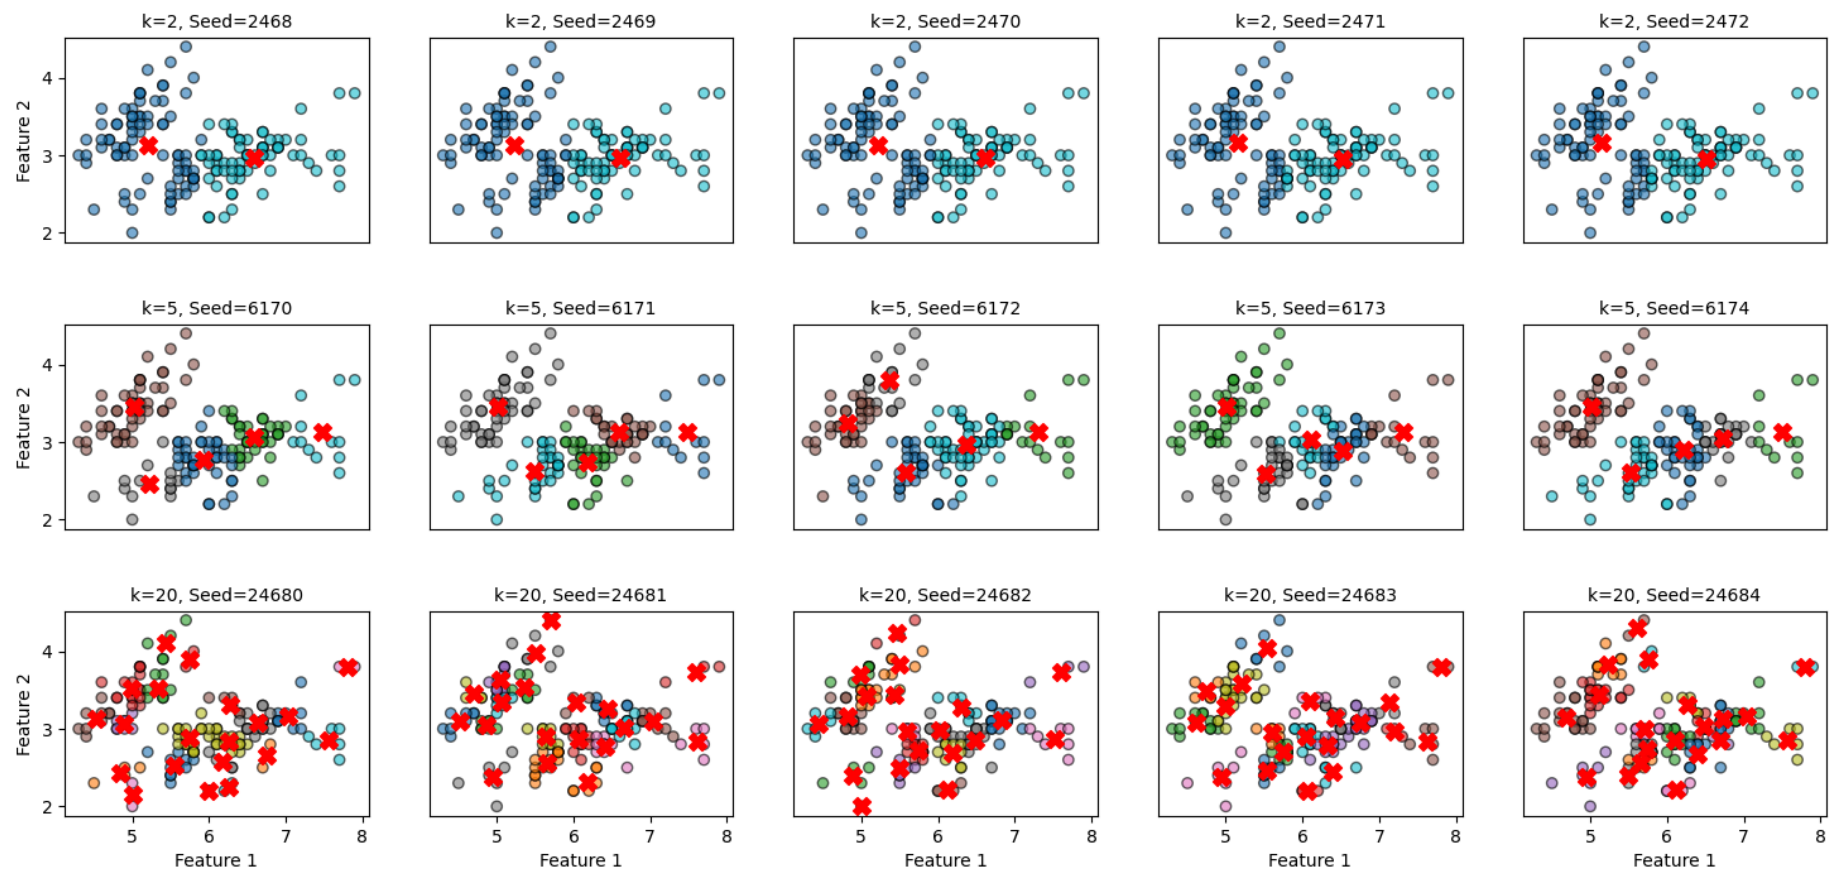 k=2, Seed=2468
k=2, Seed=2469
k=2, Seed=2470
k=2, Seed=2471
k=2, Seed=2472
4
3
2
Feature 2
k=5, Seed=6170
k=5, Seed=6171
k=5, Seed=6172
k=5, Seed=6173
k=5, Seed=6174
4
3
2
Feature 2
k=20, Seed=24680
k=20, Seed=24681
k=20, Seed=24682
k=20, Seed=24683
k=20, Seed=24684
4
3
2
Feature 2
5 6 7 8
Feature 1
5 6 7 8
Feature 1
5 6 7 8
Feature 1
5 6 7 8
Feature 1
5 6 7 8
Feature 1